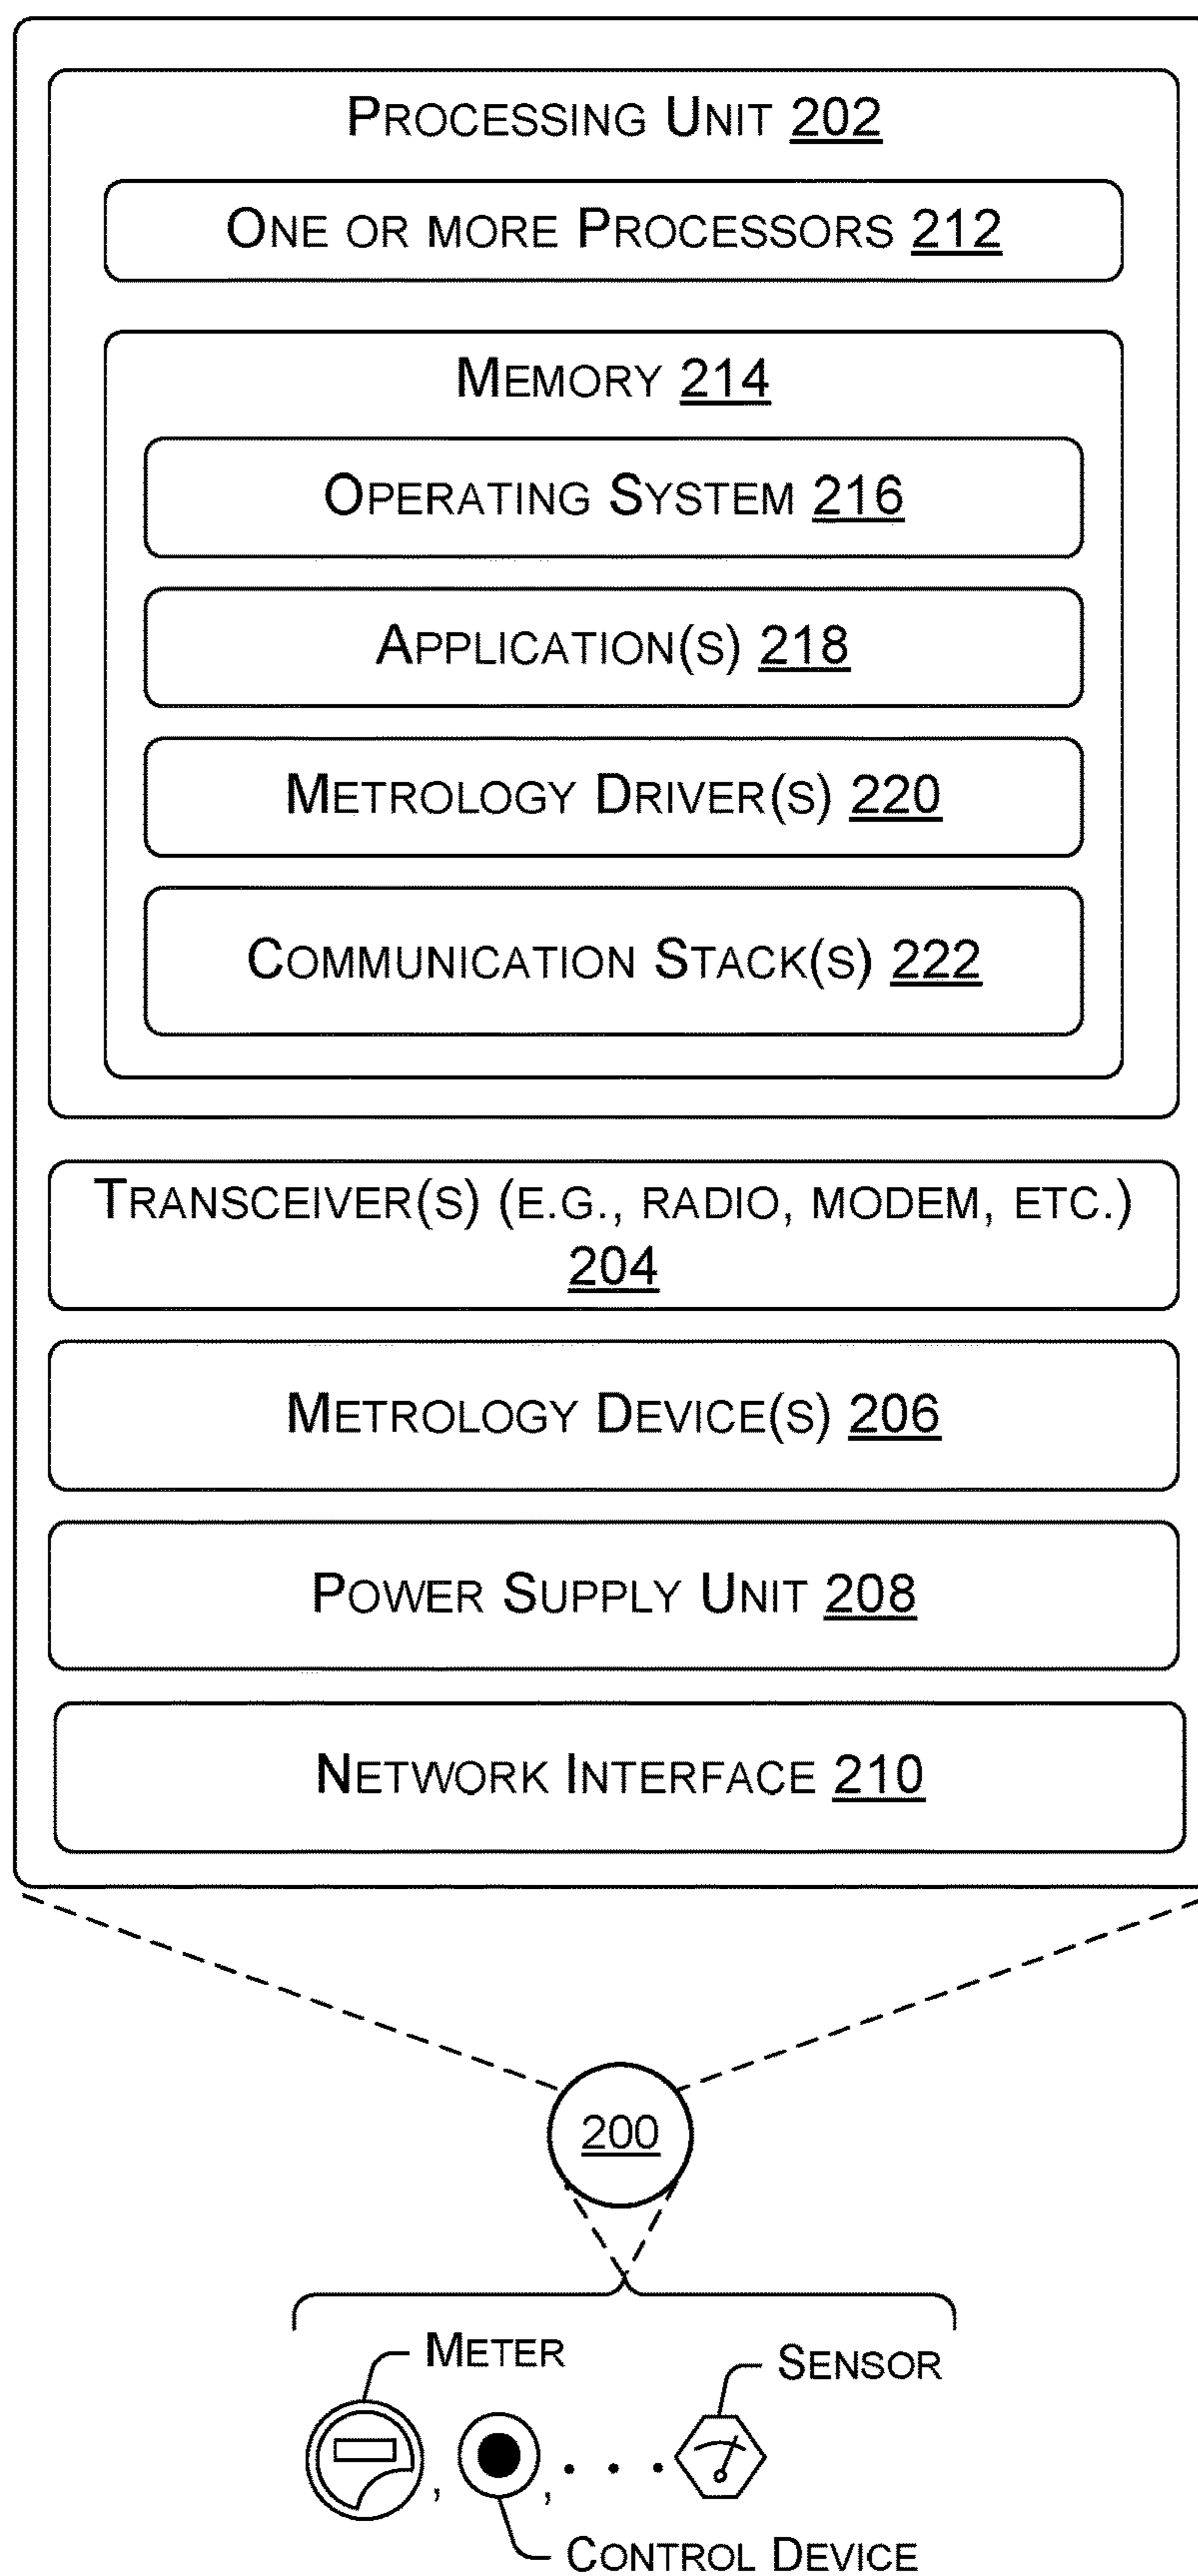 PROCESSING UNIT 202
ONE OR MORE PROCESSORS 212
MEMORY 214
OPERATING SYSTEM 216
APPLICATION(S) 218
METROLOGY DRIVER(S) 220
COMMUNICATION STACK(S) 222
TRANSCEIVER(S) (E.G., RADIO, MODEM, ETC.)
204
METROLOGY DEVICE(S) 206
POWER SUPPLY UNIT 208
NETWORK INTERFACE 210
200
METER
SENSOR
, , . . .
CONTROL DEVICE